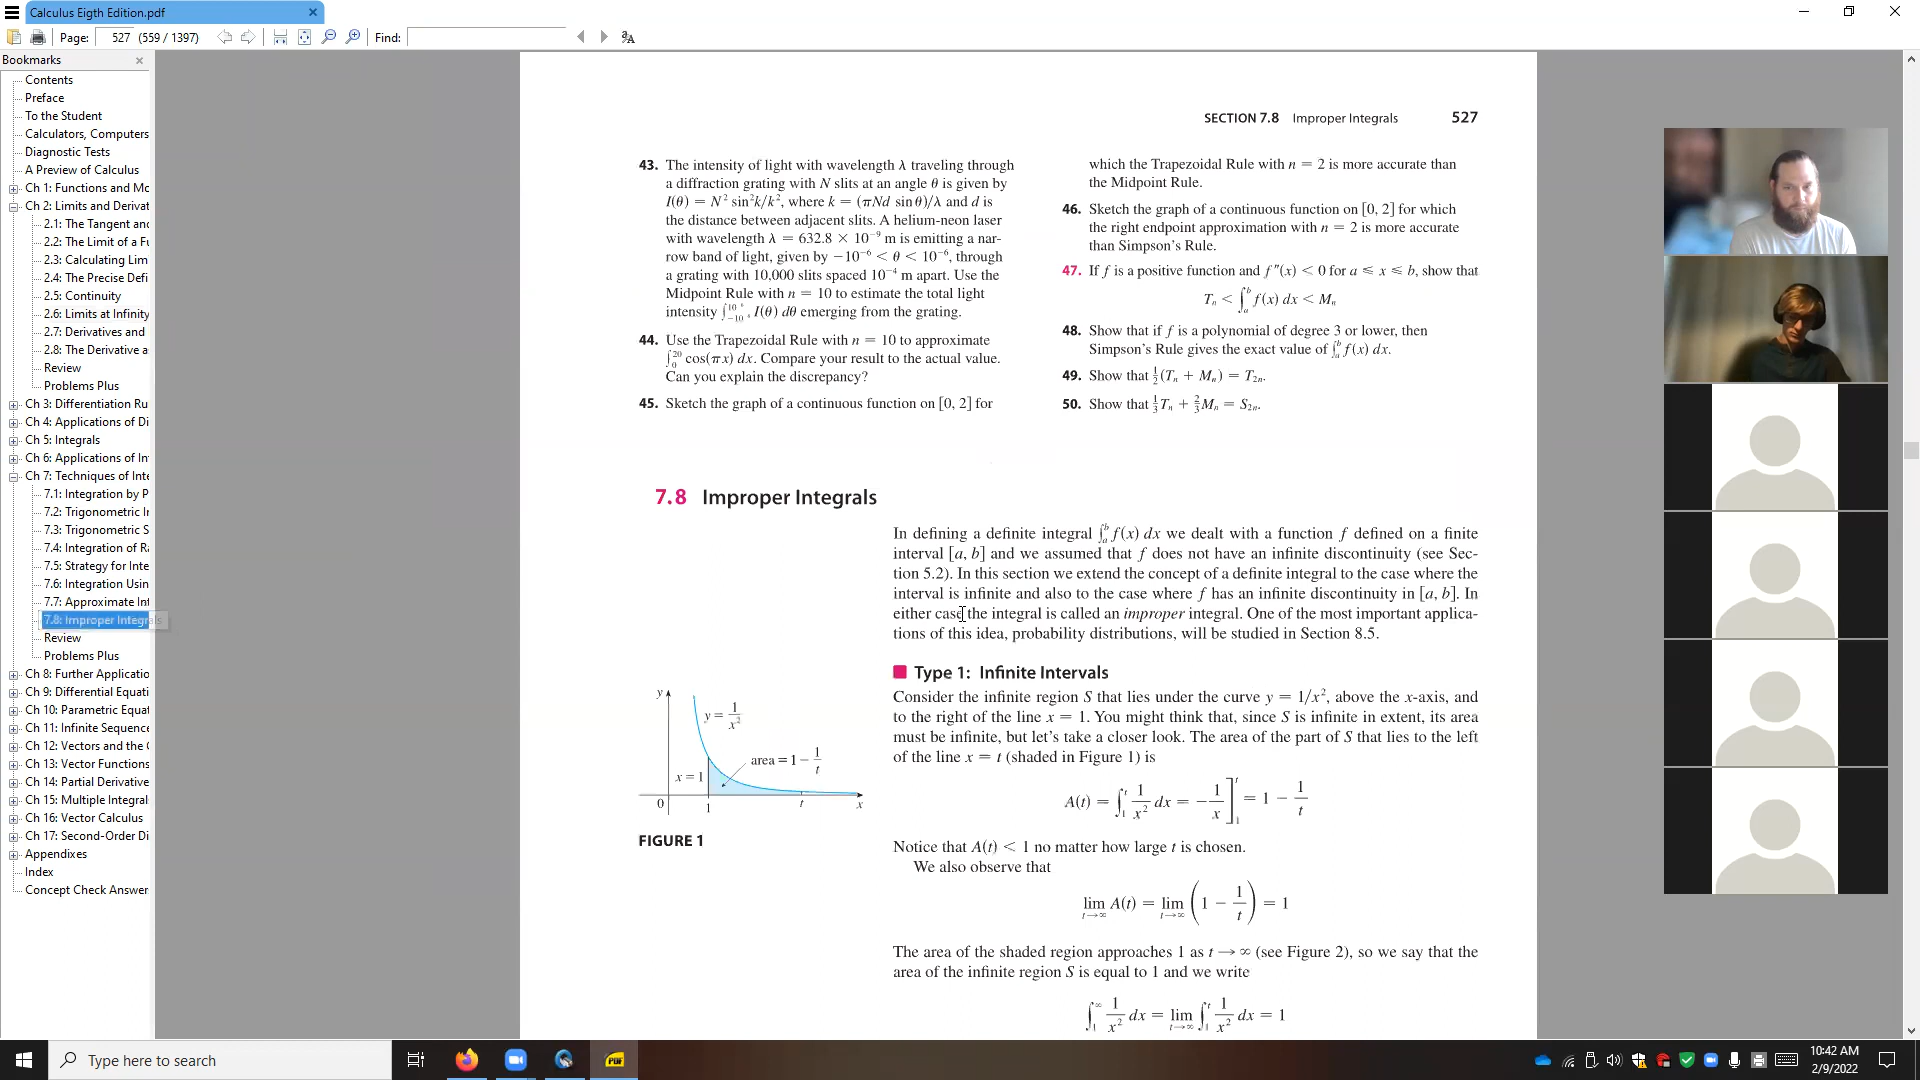 Calculus Eigth Edition.pdf
Page: 527 (559 / 1397)
Find:
Bookmarks
Contents
Preface
To the Student
Calculators, Computers
Diagnostic Tests
A Preview of Calculus
Ch 1: Functions and Mo
Ch 2: Limits and Derivat
2.1: The Tangent and
2.2: The Limit of a Fu
2.3: Calculating Lim
2.4: The Precise Defi
2.5: Continuity
2.6: Limits at Infinity
2.7: Derivatives and
2.8: The Derivative a
Review
Problems Plus
Ch 3: Differentiation Ru
Ch 4: Applications of Di
Ch 5: Integrals
Ch 6: Applications of In
Ch 7: Techniques of Inte
7.1: Integration by P
7.2: Trigonometric I
7.3: Trigonometric S
7.4: Integration of Ra
7.5: Strategy for Inte
7.6: Integration Usin
7.7: Approximate Int
7.8: Improper Integrals
Review
Problems Plus
Ch 8: Further Applicatio
Ch 9: Differential Equati
Ch 10: Parametric Equat
Ch 11: Infinite Sequence
Ch 12: Vectors and the
Ch 13: Vector Functions
Ch 14: Partial Derivative
Ch 15: Multiple Integral
Ch 16: Vector Calculus
Ch 17: Second-Order Di
Appendixes
Index
Concept Check Answer
SECTION 7.8 Improper Integrals 527
43. The intensity of light with wavelength λ traveling through
a diffraction grating with N slits at an angle θ is given by
I(θ) = N² sin²k/k², where k = (πNd sin θ)/λ and d is
the distance between adjacent slits. A helium-neon laser
with wavelength λ = 632.8 × 10⁻⁹ m is emitting a nar-
row band of light, given by −10⁻⁶ < θ < 10⁻⁶, through
a grating with 10,000 slits spaced 10⁻⁴ m apart. Use the
Midpoint Rule with n = 10 to estimate the total light
intensity ∫ I(θ) dθ emerging from the grating.
44. Use the Trapezoidal Rule with n = 10 to approximate
∫₀²⁰ cos(πx) dx. Compare your result to the actual value.
Can you explain the discrepancy?
45. Sketch the graph of a continuous function on [0, 2] for
which the Trapezoidal Rule with n = 2 is more accurate than
the Midpoint Rule.
46. Sketch the graph of a continuous function on [0, 2] for which
the right endpoint approximation with n = 2 is more accurate
than Simpson's Rule.
47. If f is a positive function and f″(x) < 0 for a ⩽ x ⩽ b, show that
Tₙ < ∫ₐᵇ f(x) dx < Mₙ
48. Show that if f is a polynomial of degree 3 or lower, then
Simpson's Rule gives the exact value of ∫ₐᵇ f(x) dx.
49. Show that ½(Tₙ + Mₙ) = T₂ₙ.
50. Show that ⅓Tₙ + ⅔Mₙ = S₂ₙ.
7.8 Improper Integrals
In defining a definite integral ∫ₐᵇ f(x) dx we dealt with a function f defined on a finite
interval [a, b] and we assumed that f does not have an infinite discontinuity (see Sec-
tion 5.2). In this section we extend the concept of a definite integral to the case where the
interval is infinite and also to the case where f has an infinite discontinuity in [a, b]. In
either case the integral is called an improper integral. One of the most important applica-
tions of this idea, probability distributions, will be studied in Section 8.5.
Type 1: Infinite Intervals
Consider the infinite region S that lies under the curve y = 1/x², above the x-axis, and
to the right of the line x = 1. You might think that, since S is infinite in extent, its area
must be infinite, but let's take a closer look. The area of the part of S that lies to the left
of the line x = t (shaded in Figure 1) is
A(t) = ∫₁ᵗ 1/x² dx = −1/x]₁ᵗ = 1 − 1/t
y
y = 1/x²
area = 1 − 1/t
x = 1
0 1 t x
FIGURE 1
Notice that A(t) < 1 no matter how large t is chosen.
We also observe that
lim t→∞ A(t) = lim t→∞ (1 − 1/t) = 1
The area of the shaded region approaches 1 as t → ∞ (see Figure 2), so we say that the
area of the infinite region S is equal to 1 and we write
∫₁^∞ 1/x² dx = lim t→∞ ∫₁ᵗ 1/x² dx = 1
Type here to search
PDF
10:42 AM
2/9/2022